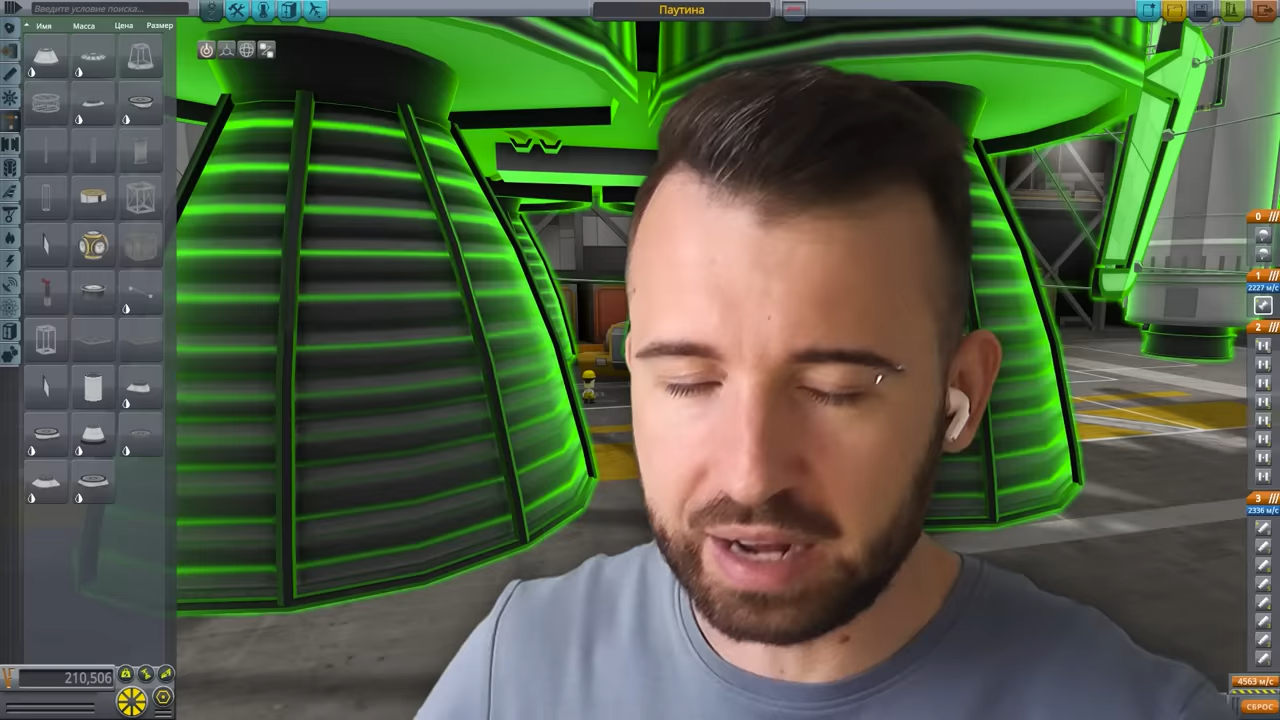 Введите условие поиска...
Паутина
Имя Масса Цена Размер
0
1
2227 м/с
2
3
2336 м/с
210,506
4563 м/с
СБРОС